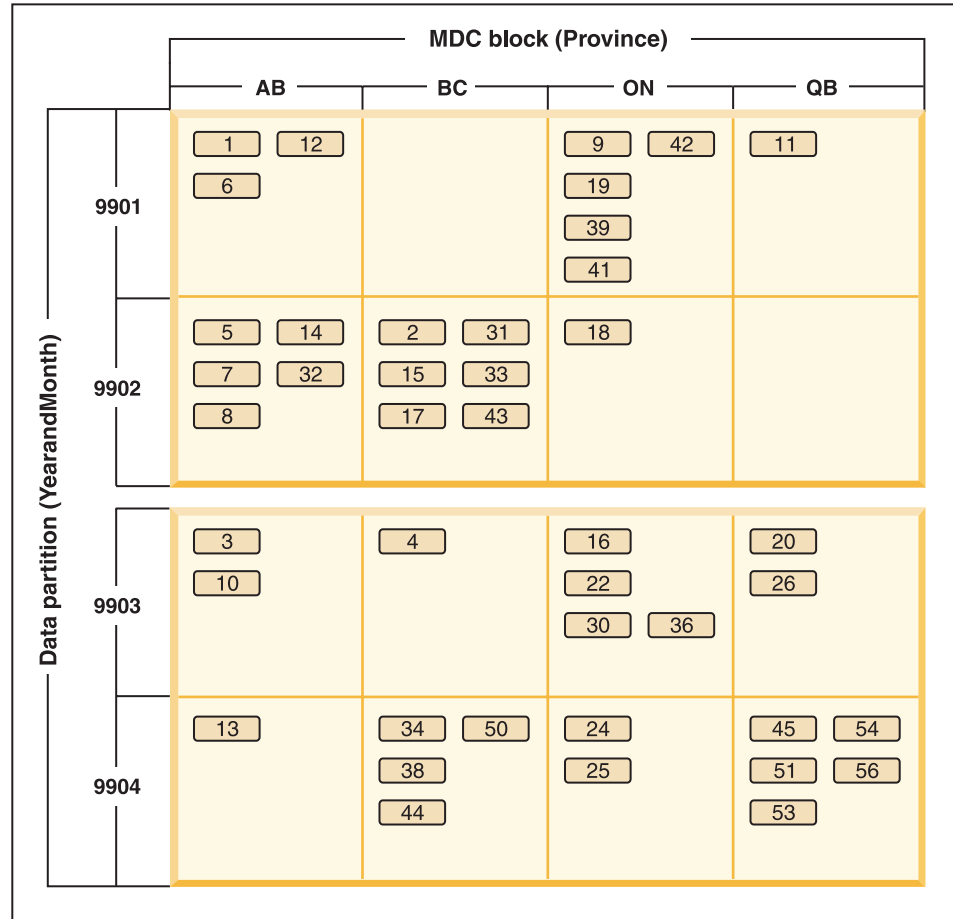 MDC block (Province)
AB BC ON QB
Data partition (YearandMonth)
9901
1 12 9 42 11
6 19
39
41
9902
5 14 2 31 18
7 32 15 33
8 17 43
9903
3 4 16 20
10 22 26
30 36
9904
13 34 50 24 45 54
38 25 51 56
44 53